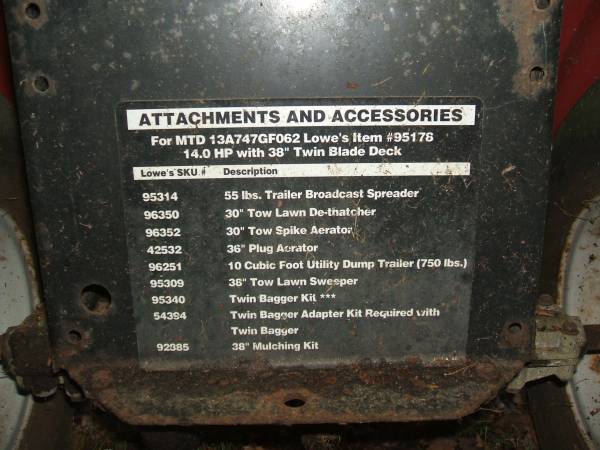 ATTACHMENTS AND ACCESSORIES
For MTD 13A747GF062 Lowe's Item #95178
14.0 HP with 38" Twin Blade Deck
Lowe's SKU # Description
95314 55 lbs. Trailer Broadcast Spreader
96350 30" Tow Lawn De-thatcher
96352 30" Tow Spike Aerator
42532 36" Plug Aerator
96251 10 Cubic Foot Utility Dump Trailer (750 lbs.)
95309 38" Tow Lawn Sweeper
95340 Twin Bagger Kit ***
54394 Twin Bagger Adapter Kit Required with
Twin Bagger
92385 38" Mulching Kit